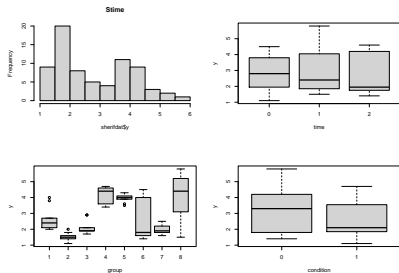 Stime
Frequency
0 5 10 15 20
1 2 3 4 5 6
sherifdat$y
y
1 2 3 4 5
0 1 2
time
y
1 2 3 4 5
1 2 3 4 5 6 7 8
group
y
1 2 3 4 5
0 1
condition